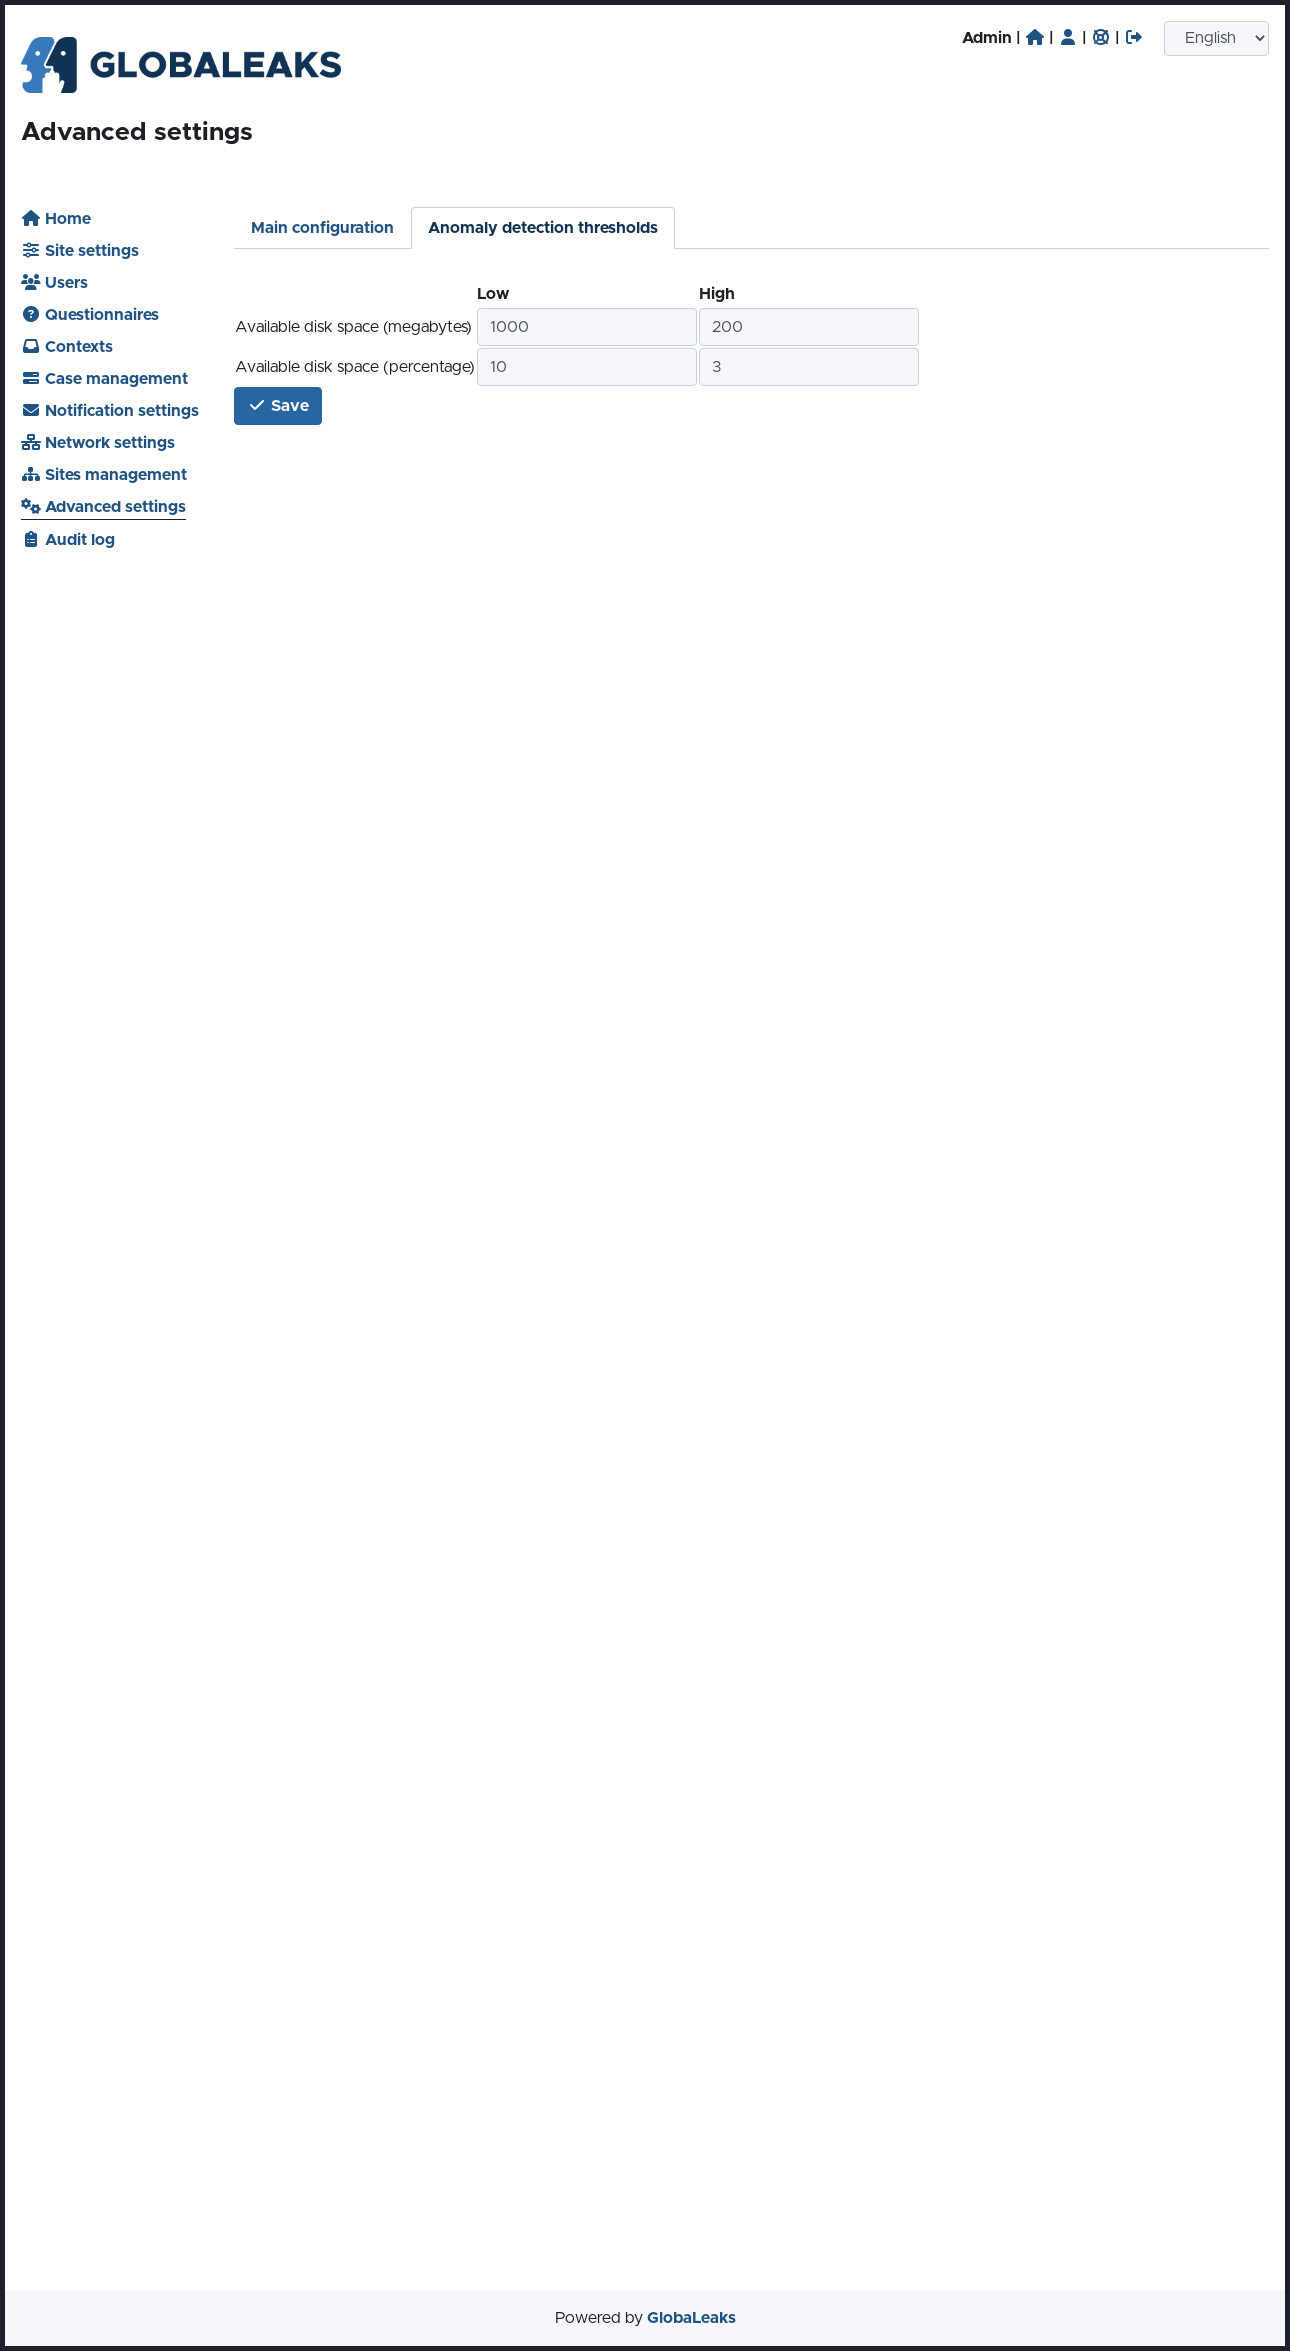 GLOBALEAKS
Admin | | | | English
Advanced settings
Home
Site settings
Users
Questionnaires
Contexts
Case management
Notification settings
Network settings
Sites management
Advanced settings
Audit log
Main configuration
Anomaly detection thresholds
Low High
Available disk space (megabytes) 1000 200
Available disk space (percentage) 10 3
Save
Powered by GlobaLeaks